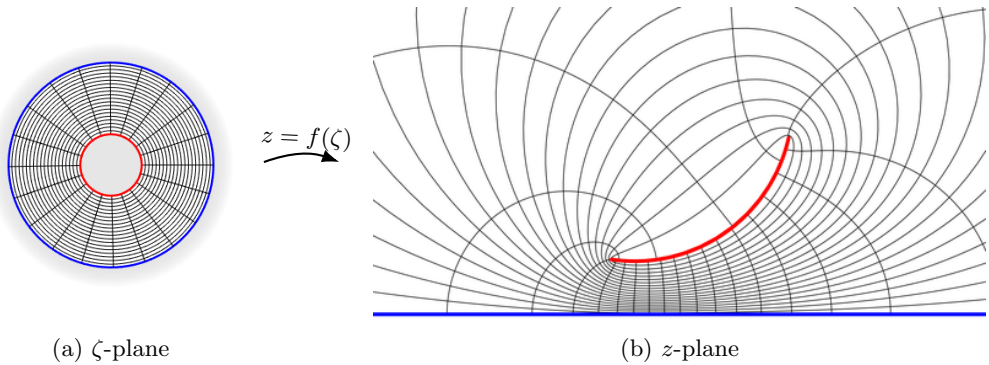 z = f(ζ)
(a) ζ-plane
(b) z-plane